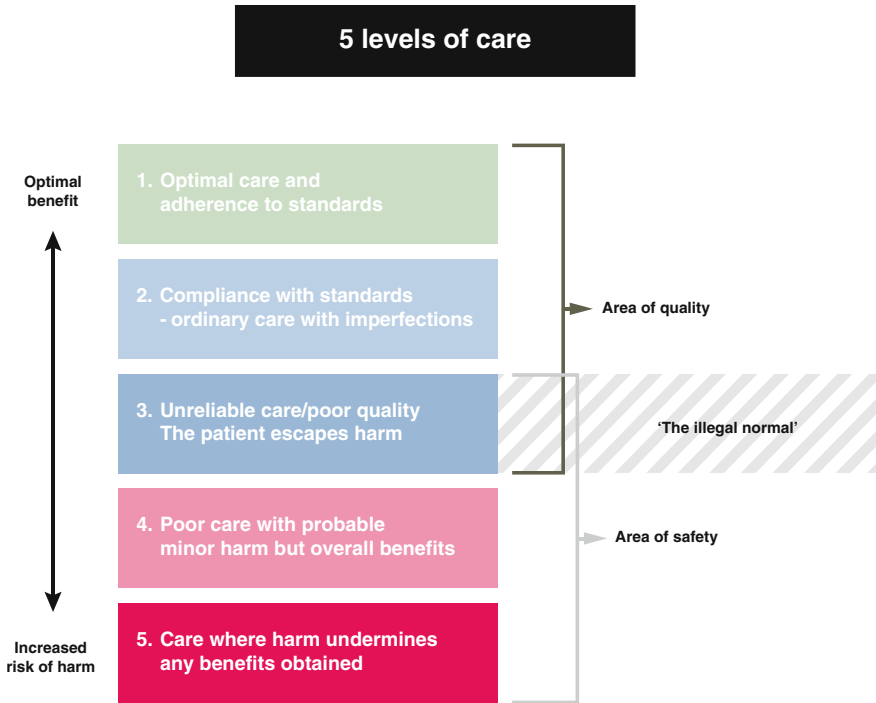 5 levels of care
Optimal
benefit
1. Optimal care and
adherence to standards
2. Compliance with standards
- ordinary care with imperfections
Area of quality
3. Unreliable care/poor quality
The patient escapes harm
‘The illegal normal’
4. Poor care with probable
minor harm but overall benefits
Area of safety
5. Care where harm undermines
any benefits obtained
Increased
risk of harm